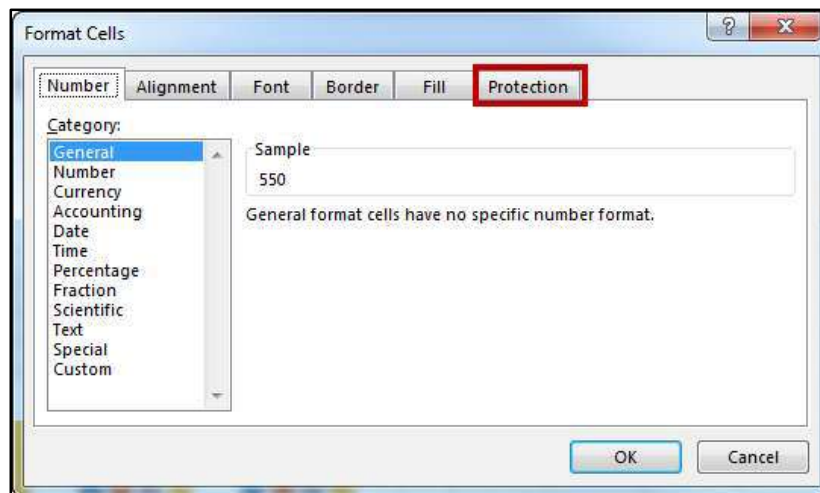 Format Cells
Number Alignment Font Border Fill Protection
Category:
General
Number
Currency
Accounting
Date
Time
Percentage
Fraction
Scientific
Text
Special
Custom
Sample
550
General format cells have no specific number format.
OK Cancel